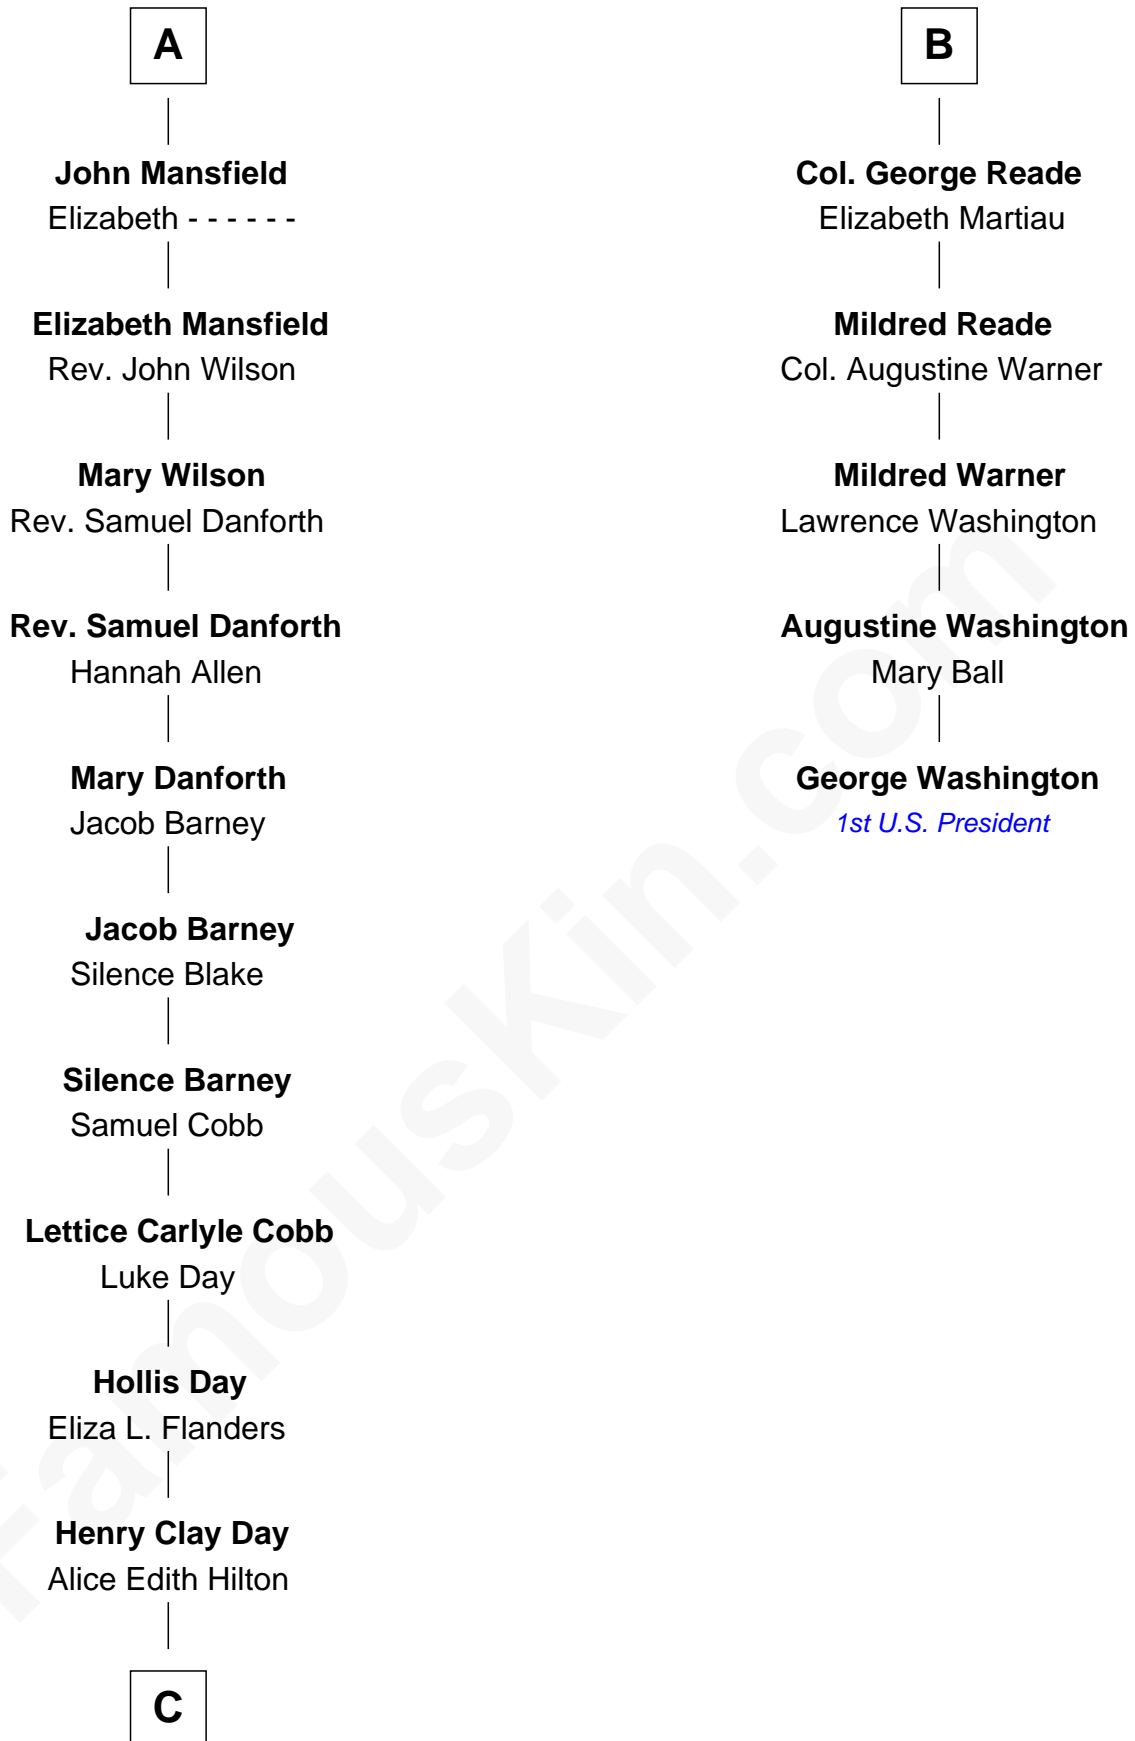 A
John Mansfield
Elizabeth - - - - - -
Elizabeth Mansfield
Rev. John Wilson
Mary Wilson
Rev. Samuel Danforth
Rev. Samuel Danforth
Hannah Allen
Mary Danforth
Jacob Barney
Jacob Barney
Silence Blake
Silence Barney
Samuel Cobb
Lettice Carlyle Cobb
Luke Day
Hollis Day
Eliza L. Flanders
Henry Clay Day
Alice Edith Hilton
C
B
Col. George Reade
Elizabeth Martiau
Mildred Reade
Col. Augustine Warner
Mildred Warner
Lawrence Washington
Augustine Washington
Mary Ball
George Washington
1st U.S. President
FamousKin.com